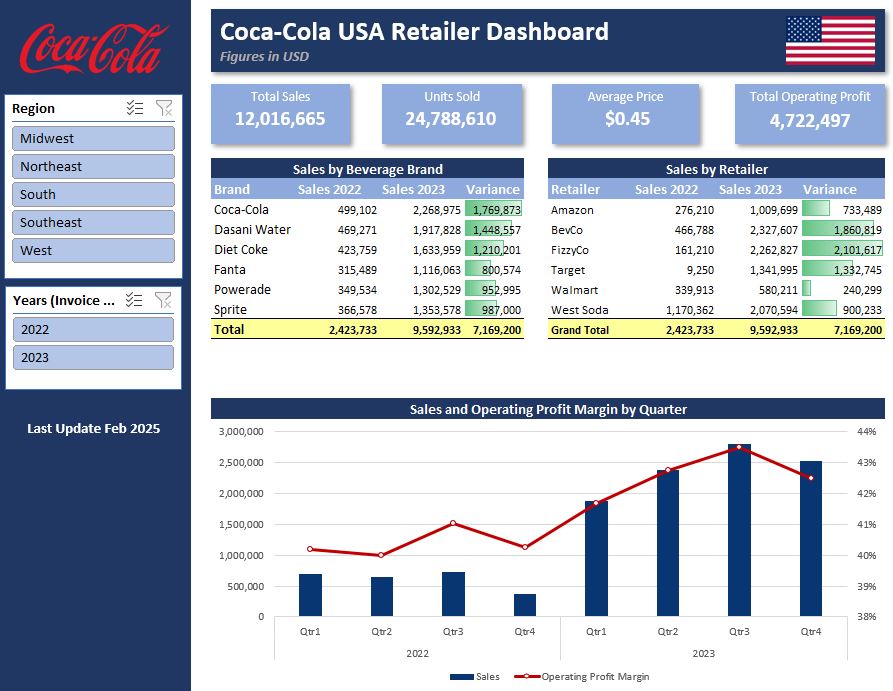 Coca-Cola
Region
Midwest
Northeast
South
Southeast
West
Years (Invoice ...
2022
2023
Last Update Feb 2025
Coca-Cola USA Retailer Dashboard
Figures in USD
Total Sales Units Sold Average Price Total Operating Profit
12,016,665 24,788,610 $0.45 4,722,497
Sales by Beverage Brand
Brand Sales 2022 Sales 2023 Variance
Coca-Cola 499,102 2,268,975 1,769,873
Dasani Water 469,271 1,917,828 1,448,557
Diet Coke 423,759 1,633,959 1,210,201
Fanta 315,489 1,116,063 800,574
Powerade 349,534 1,302,529 952,995
Sprite 366,578 1,353,578 987,000
Total 2,423,733 9,592,933 7,169,200
Sales by Retailer
Retailer Sales 2022 Sales 2023 Variance
Amazon 276,210 1,009,699 733,489
BevCo 466,788 2,327,607 1,860,819
FizzyCo 161,210 2,262,827 2,101,617
Target 9,250 1,341,995 1,332,745
Walmart 339,913 580,211 240,299
West Soda 1,170,362 2,070,594 900,233
Grand Total 2,423,733 9,592,933 7,169,200
Sales and Operating Profit Margin by Quarter
3,000,000 44%
2,500,000 43%
2,000,000 42%
1,500,000 41%
1,000,000 40%
500,000 39%
0 38%
Qtr1 Qtr2 Qtr3 Qtr4 Qtr1 Qtr2 Qtr3 Qtr4
2022 2023
Sales Operating Profit Margin